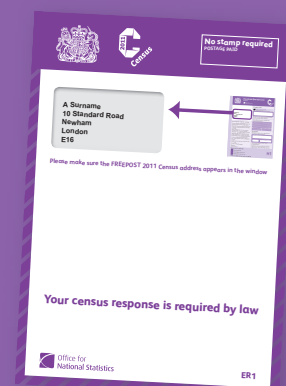 2011
Census
No stamp required
POSTAGE PAID
A Surname
10 Standard Road
Newham
London
E16
Please make sure the FREEPOST 2011 Census address appears in the window
Your census response is required by law
Office for
National Statistics
ER1